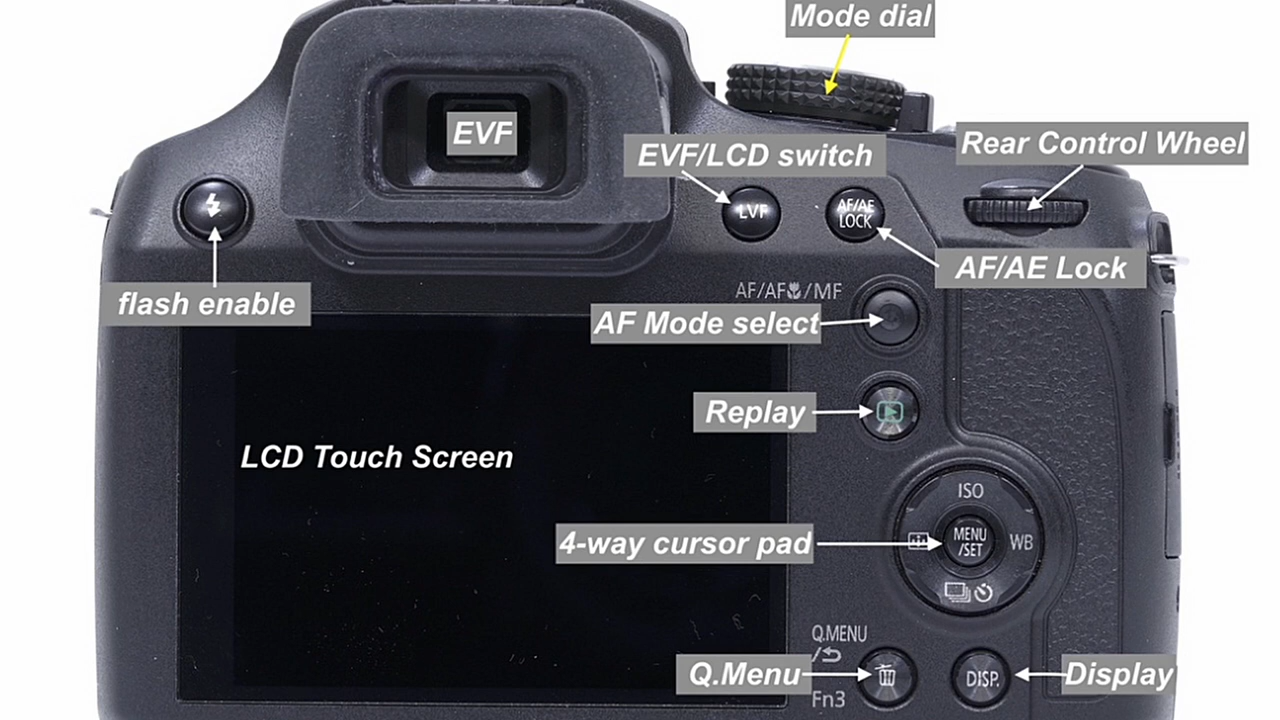 Mode dial
EVF
EVF/LCD switch
Rear Control Wheel
LVF
AF/AE
LOCK
AF/AE Lock
flash enable
AF/AF/MF
AF Mode select
Replay
LCD Touch Screen
ISO
4-way cursor pad
MENU
/SET
WB
Q.MENU
/
Q.Menu
DISP.
Display
Fn3